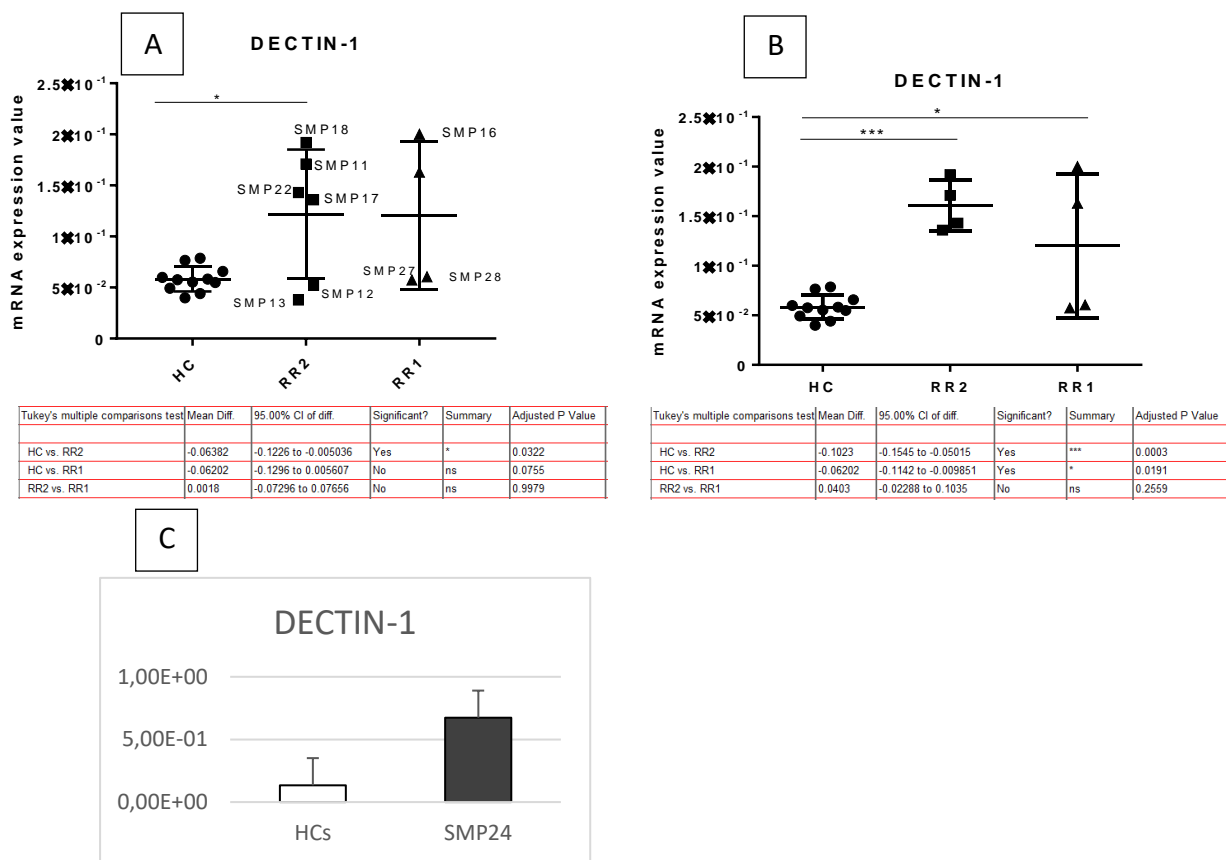 A
DECTIN-1
mRNA expression value
2.5✖10⁻¹
2✖10⁻¹
1.5✖10⁻¹
1✖10⁻¹
5✖10⁻²
0
*
SMP18
SMP11
SMP22
SMP17
SMP13
SMP12
SMP16
SMP27
SMP28
HC
RR2
RR1
Tukey's multiple comparisons test Mean Diff. 95.00% CI of diff. Significant? Summary Adjusted P Value
HC vs. RR2 -0.06382 -0.1226 to -0.005036 Yes * 0.0322
HC vs. RR1 -0.06202 -0.1296 to 0.005607 No ns 0.0755
RR2 vs. RR1 0.0018 -0.07296 to 0.07656 No ns 0.9979
B
DECTIN-1
mRNA expression value
2.5✖10⁻¹
2✖10⁻¹
1.5✖10⁻¹
1✖10⁻¹
5✖10⁻²
0
*
***
HC
RR2
RR1
Tukey's multiple comparisons test Mean Diff. 95.00% CI of diff. Significant? Summary Adjusted P Value
HC vs. RR2 -0.1023 -0.1545 to -0.05015 Yes *** 0.0003
HC vs. RR1 -0.06202 -0.1142 to -0.009851 Yes * 0.0191
RR2 vs. RR1 0.0403 -0.02288 to 0.1035 No ns 0.2559
C
DECTIN-1
1,00E+00
5,00E-01
0,00E+00
HCs
SMP24